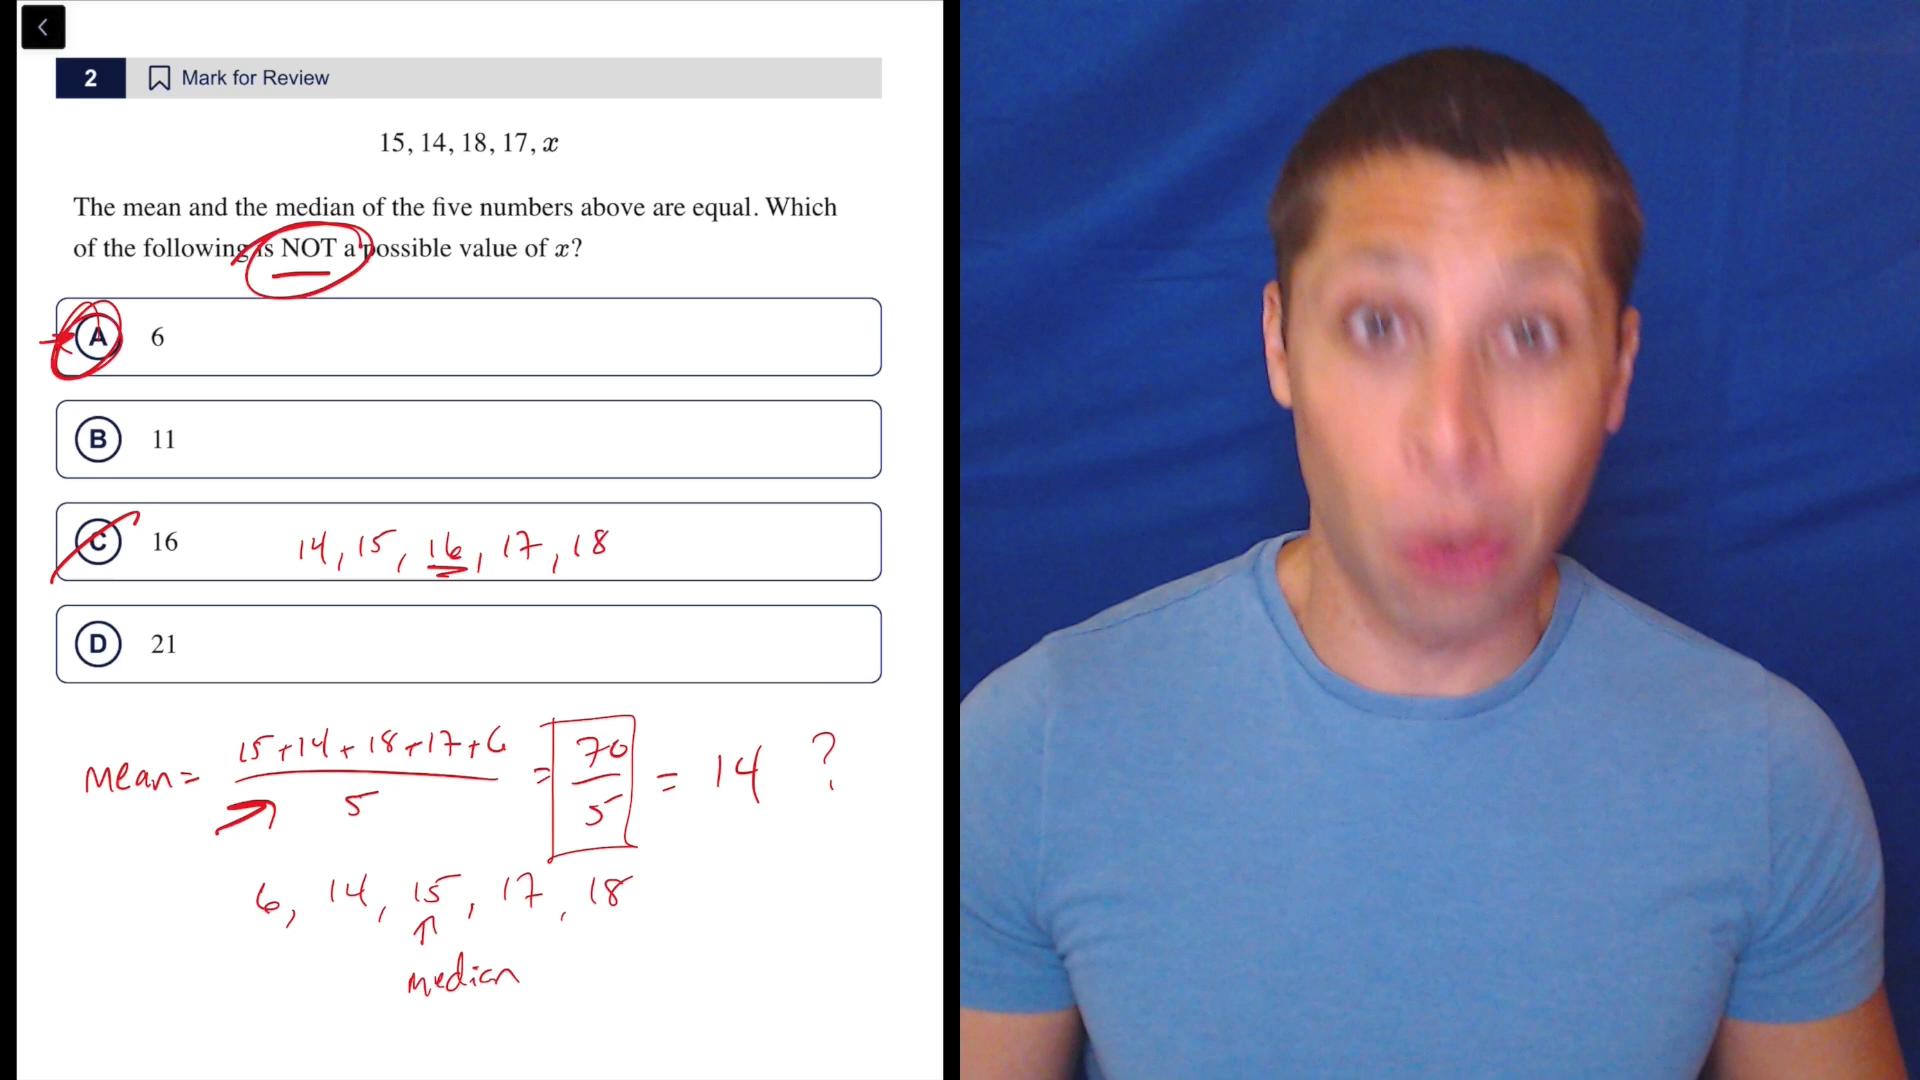 2 Mark for Review
15, 14, 18, 17, x
The mean and the median of the five numbers above are equal. Which
of the following is NOT a possible value of x?
A 6
B 11
C 16 14, 15, 16, 17, 18
D 21
mean = 15+14+18+17+6 / 5 = 70 / 5 = 14 ?
6, 14, 15, 17, 18
↑
median